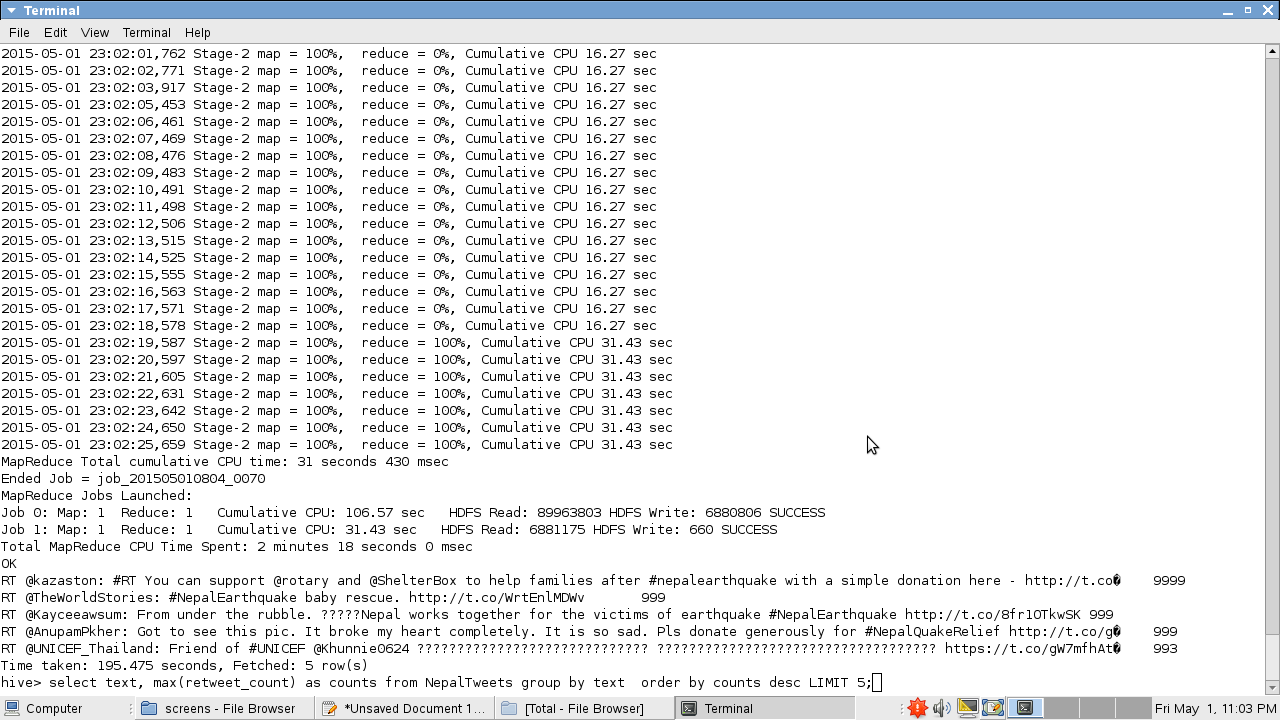 Terminal
File Edit View Terminal Help
2015-05-01 23:02:01,762 Stage-2 map = 100%,  reduce = 0%, Cumulative CPU 16.27 sec
2015-05-01 23:02:02,771 Stage-2 map = 100%,  reduce = 0%, Cumulative CPU 16.27 sec
2015-05-01 23:02:03,917 Stage-2 map = 100%,  reduce = 0%, Cumulative CPU 16.27 sec
2015-05-01 23:02:05,453 Stage-2 map = 100%,  reduce = 0%, Cumulative CPU 16.27 sec
2015-05-01 23:02:06,461 Stage-2 map = 100%,  reduce = 0%, Cumulative CPU 16.27 sec
2015-05-01 23:02:07,469 Stage-2 map = 100%,  reduce = 0%, Cumulative CPU 16.27 sec
2015-05-01 23:02:08,476 Stage-2 map = 100%,  reduce = 0%, Cumulative CPU 16.27 sec
2015-05-01 23:02:09,483 Stage-2 map = 100%,  reduce = 0%, Cumulative CPU 16.27 sec
2015-05-01 23:02:10,491 Stage-2 map = 100%,  reduce = 0%, Cumulative CPU 16.27 sec
2015-05-01 23:02:11,498 Stage-2 map = 100%,  reduce = 0%, Cumulative CPU 16.27 sec
2015-05-01 23:02:12,506 Stage-2 map = 100%,  reduce = 0%, Cumulative CPU 16.27 sec
2015-05-01 23:02:13,515 Stage-2 map = 100%,  reduce = 0%, Cumulative CPU 16.27 sec
2015-05-01 23:02:14,525 Stage-2 map = 100%,  reduce = 0%, Cumulative CPU 16.27 sec
2015-05-01 23:02:15,555 Stage-2 map = 100%,  reduce = 0%, Cumulative CPU 16.27 sec
2015-05-01 23:02:16,563 Stage-2 map = 100%,  reduce = 0%, Cumulative CPU 16.27 sec
2015-05-01 23:02:17,571 Stage-2 map = 100%,  reduce = 0%, Cumulative CPU 16.27 sec
2015-05-01 23:02:18,578 Stage-2 map = 100%,  reduce = 0%, Cumulative CPU 16.27 sec
2015-05-01 23:02:19,587 Stage-2 map = 100%,  reduce = 100%, Cumulative CPU 31.43 sec
2015-05-01 23:02:20,597 Stage-2 map = 100%,  reduce = 100%, Cumulative CPU 31.43 sec
2015-05-01 23:02:21,605 Stage-2 map = 100%,  reduce = 100%, Cumulative CPU 31.43 sec
2015-05-01 23:02:22,631 Stage-2 map = 100%,  reduce = 100%, Cumulative CPU 31.43 sec
2015-05-01 23:02:23,642 Stage-2 map = 100%,  reduce = 100%, Cumulative CPU 31.43 sec
2015-05-01 23:02:24,650 Stage-2 map = 100%,  reduce = 100%, Cumulative CPU 31.43 sec
2015-05-01 23:02:25,659 Stage-2 map = 100%,  reduce = 100%, Cumulative CPU 31.43 sec
MapReduce Total cumulative CPU time: 31 seconds 430 msec
Ended Job = job_201505010804_0070
MapReduce Jobs Launched:
Job 0: Map: 1  Reduce: 1   Cumulative CPU: 106.57 sec   HDFS Read: 89963803 HDFS Write: 6880806 SUCCESS
Job 1: Map: 1  Reduce: 1   Cumulative CPU: 31.43 sec   HDFS Read: 6881175 HDFS Write: 660 SUCCESS
Total MapReduce CPU Time Spent: 2 minutes 18 seconds 0 msec
OK
RT @kazaston: #RT You can support @rotary and @ShelterBox to help families after #nepalearthquake with a simple donation here - http://t.co�    9999
RT @TheWorldStories: #NepalEarthquake baby rescue. http://t.co/WrtEnlMDWv       999
RT @Kayceeawsum: From under the rubble. ?????Nepal works together for the victims of earthquake #NepalEarthquake http://t.co/8fr1OTkwSK 999
RT @AnupamPkher: Got to see this pic. It broke my heart completely. It is so sad. Pls donate generously for #NepalQuakeRelief http://t.co/g�    999
RT @UNICEF_Thailand: Friend of #UNICEF @Khunnie0624 ????????????????????????????? ??????????????????????????????????? https://t.co/gW7mfhAt�    993
Time taken: 195.475 seconds, Fetched: 5 row(s)
hive> select text, max(retweet_count) as counts from NepalTweets group by text  order by counts desc LIMIT 5;
Computer screens - File Browser *Unsaved Document 1... [Total - File Browser] Terminal Fri May 1, 11:03 PM